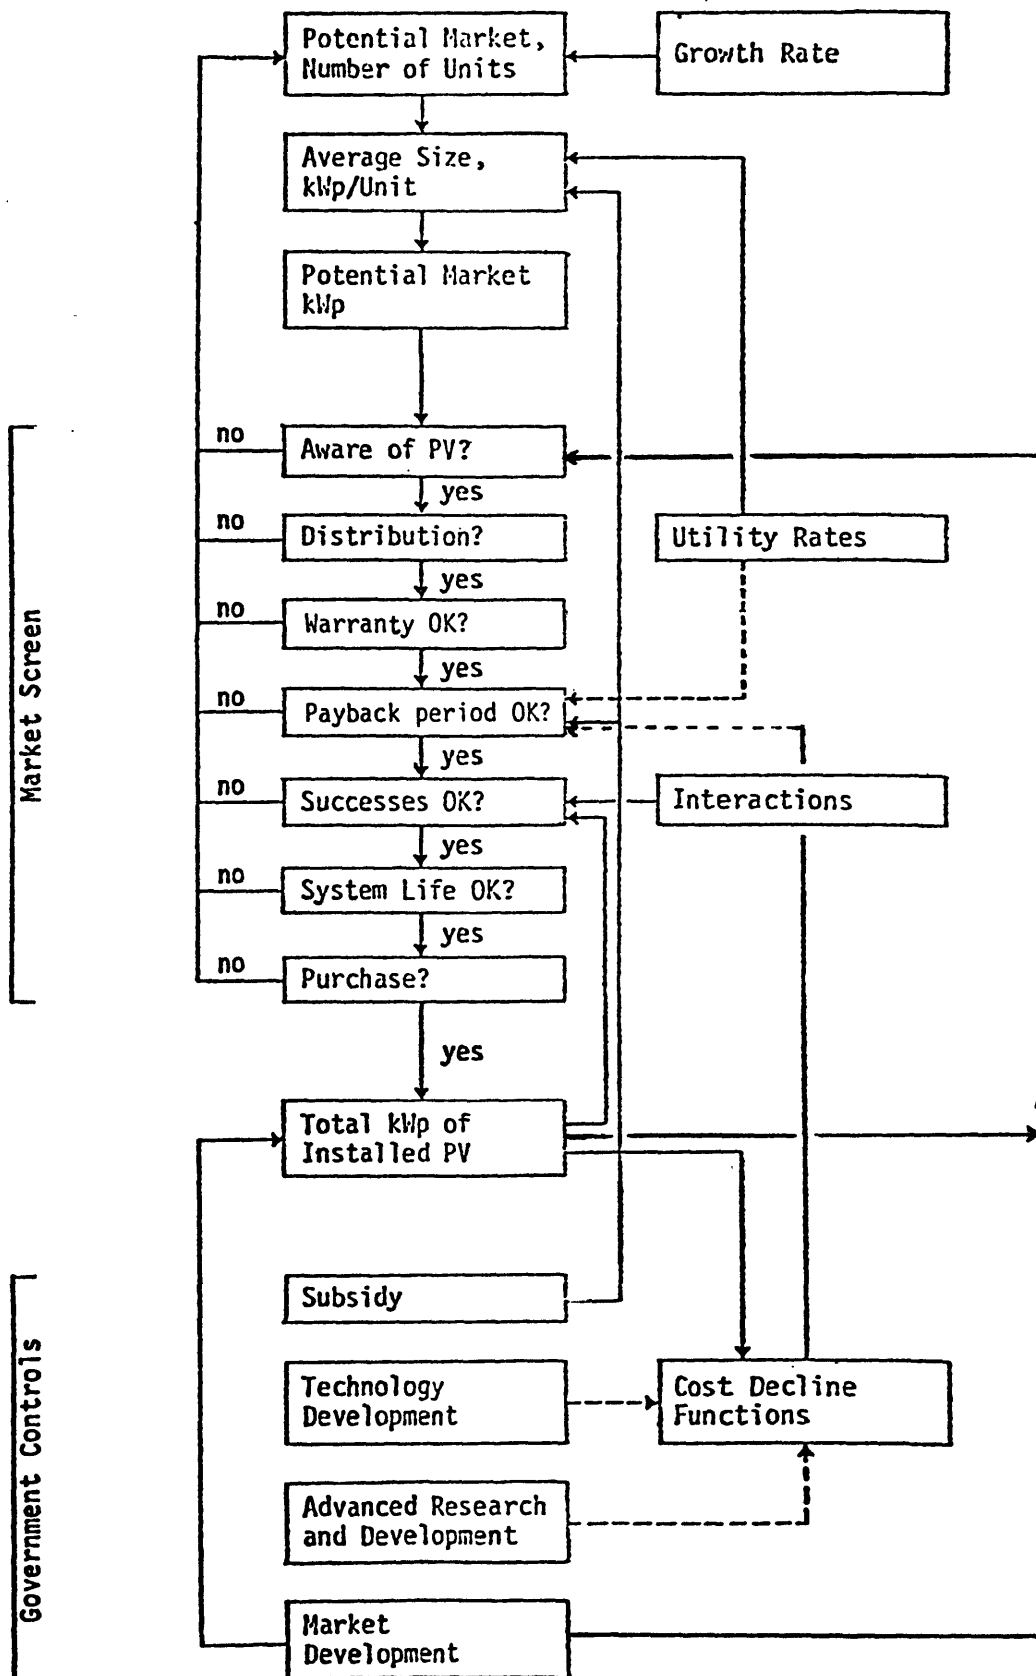 Potential Market,
Number of Units
Growth Rate
Average Size,
kWp/Unit
Potential Market
kWp
Market Screen
no
Aware of PV?
yes
no
Distribution?
Utility Rates
yes
no
Warranty OK?
yes
no
Payback period OK?
yes
no
Successes OK?
Interactions
yes
no
System Life OK?
yes
no
Purchase?
yes
Total kWp of
Installed PV
Government Controls
Subsidy
Technology
Development
Cost Decline
Functions
Advanced Research
and Development
Market
Development